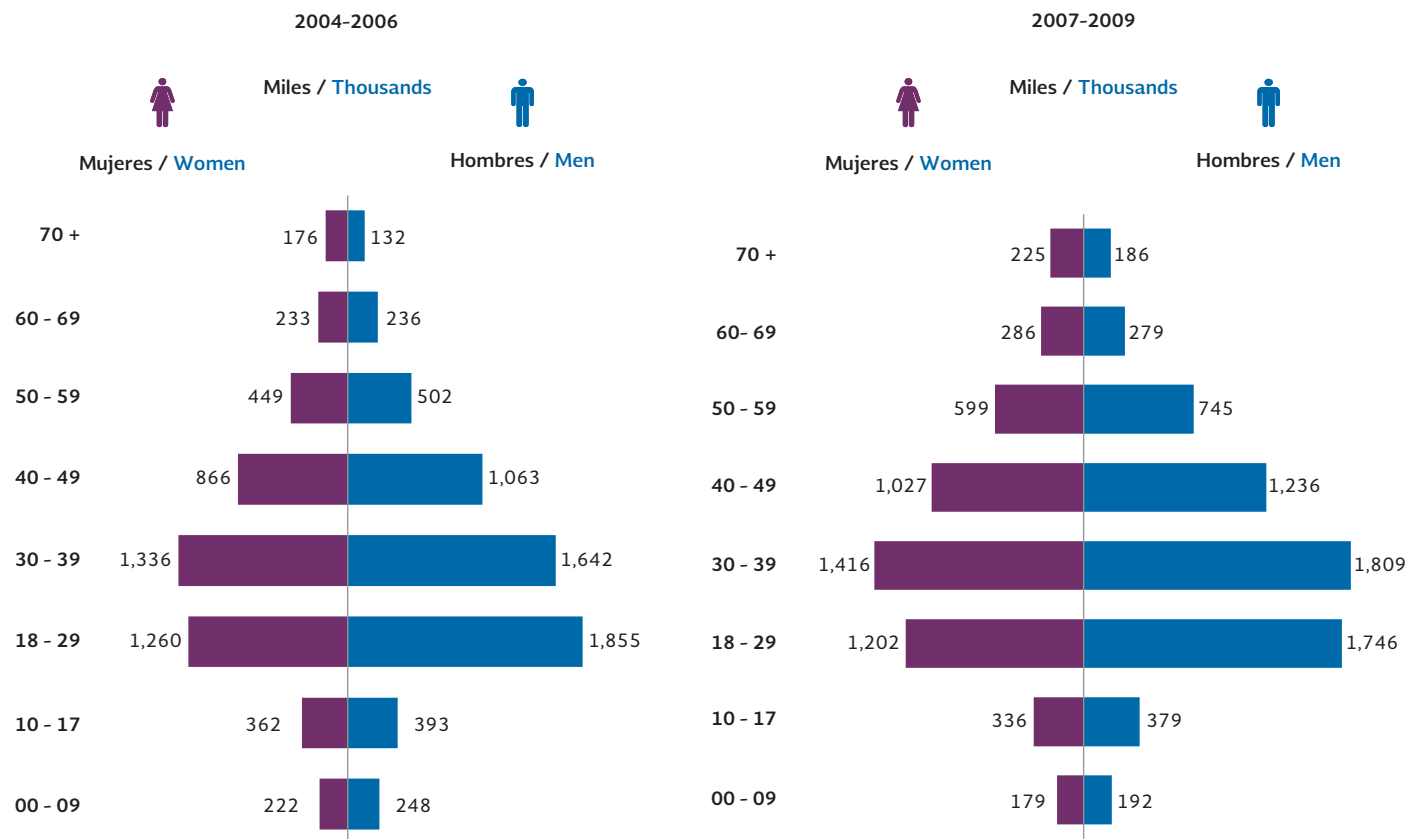 2004-2006
Miles / Thousands
Mujeres / Women
Hombres / Men
70 +
176
132
60 - 69
233
236
50 - 59
449
502
40 - 49
866
1,063
30 - 39
1,336
1,642
18 - 29
1,260
1,855
10 - 17
362
393
00 - 09
222
248
2007-2009
Miles / Thousands
Mujeres / Women
Hombres / Men
70 +
225
186
60- 69
286
279
50 - 59
599
745
40 - 49
1,027
1,236
30 - 39
1,416
1,809
18 - 29
1,202
1,746
10 - 17
336
379
00 - 09
179
192